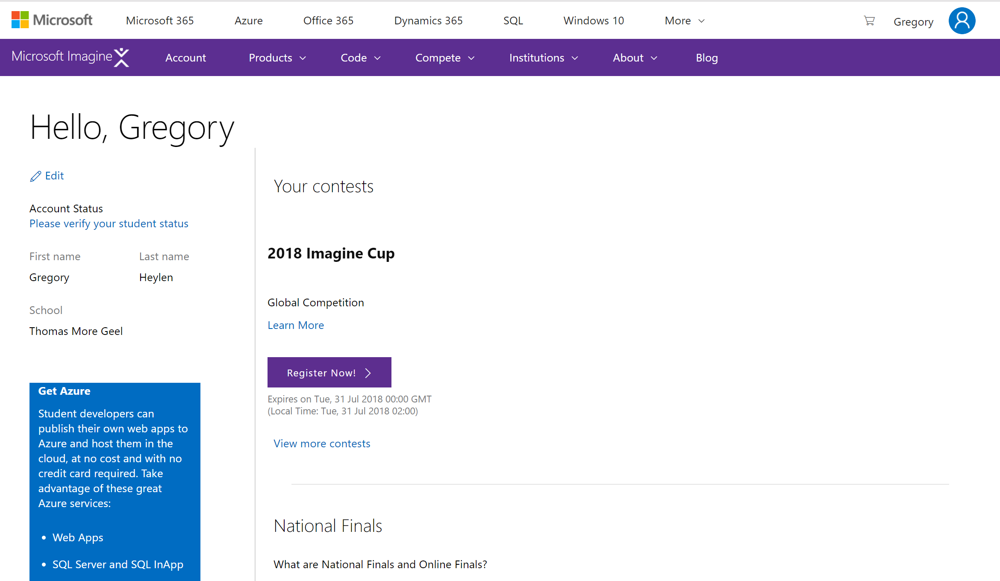 Microsoft Microsoft 365 Azure Office 365 Dynamics 365 SQL Windows 10 More Gregory
Microsoft Imagine Account Products Code Compete Institutions About Blog
Hello, Gregory
Edit
Account Status
Please verify your student status
First name Last name
Gregory Heylen
School
Thomas More Geel
Get Azure
Student developers can
publish their own web apps to
Azure and host them in the
cloud, at no cost and with no
credit card required. Take
advantage of these great
Azure services:
• Web Apps
• SQL Server and SQL InApp
Your contests
2018 Imagine Cup
Global Competition
Learn More
Register Now!
Expires on Tue, 31 Jul 2018 00:00 GMT
(Local Time: Tue, 31 Jul 2018 02:00)
View more contests
National Finals
What are National Finals and Online Finals?